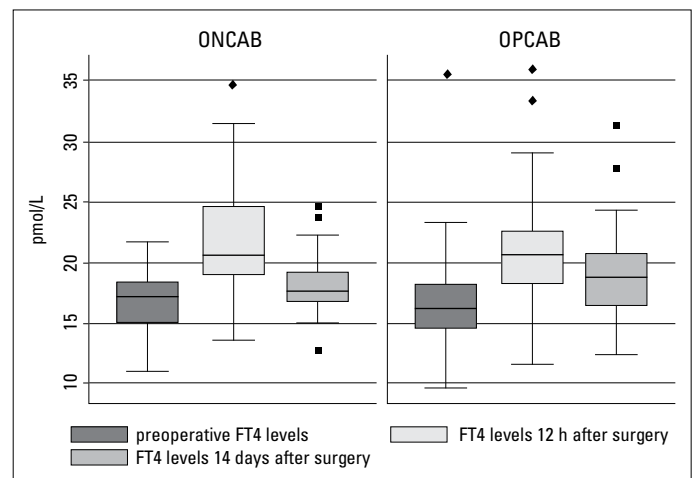 ONCAB
OPCAB
pmol/L
35
30
25
20
15
10
preoperative FT4 levels
FT4 levels 12 h after surgery
FT4 levels 14 days after surgery